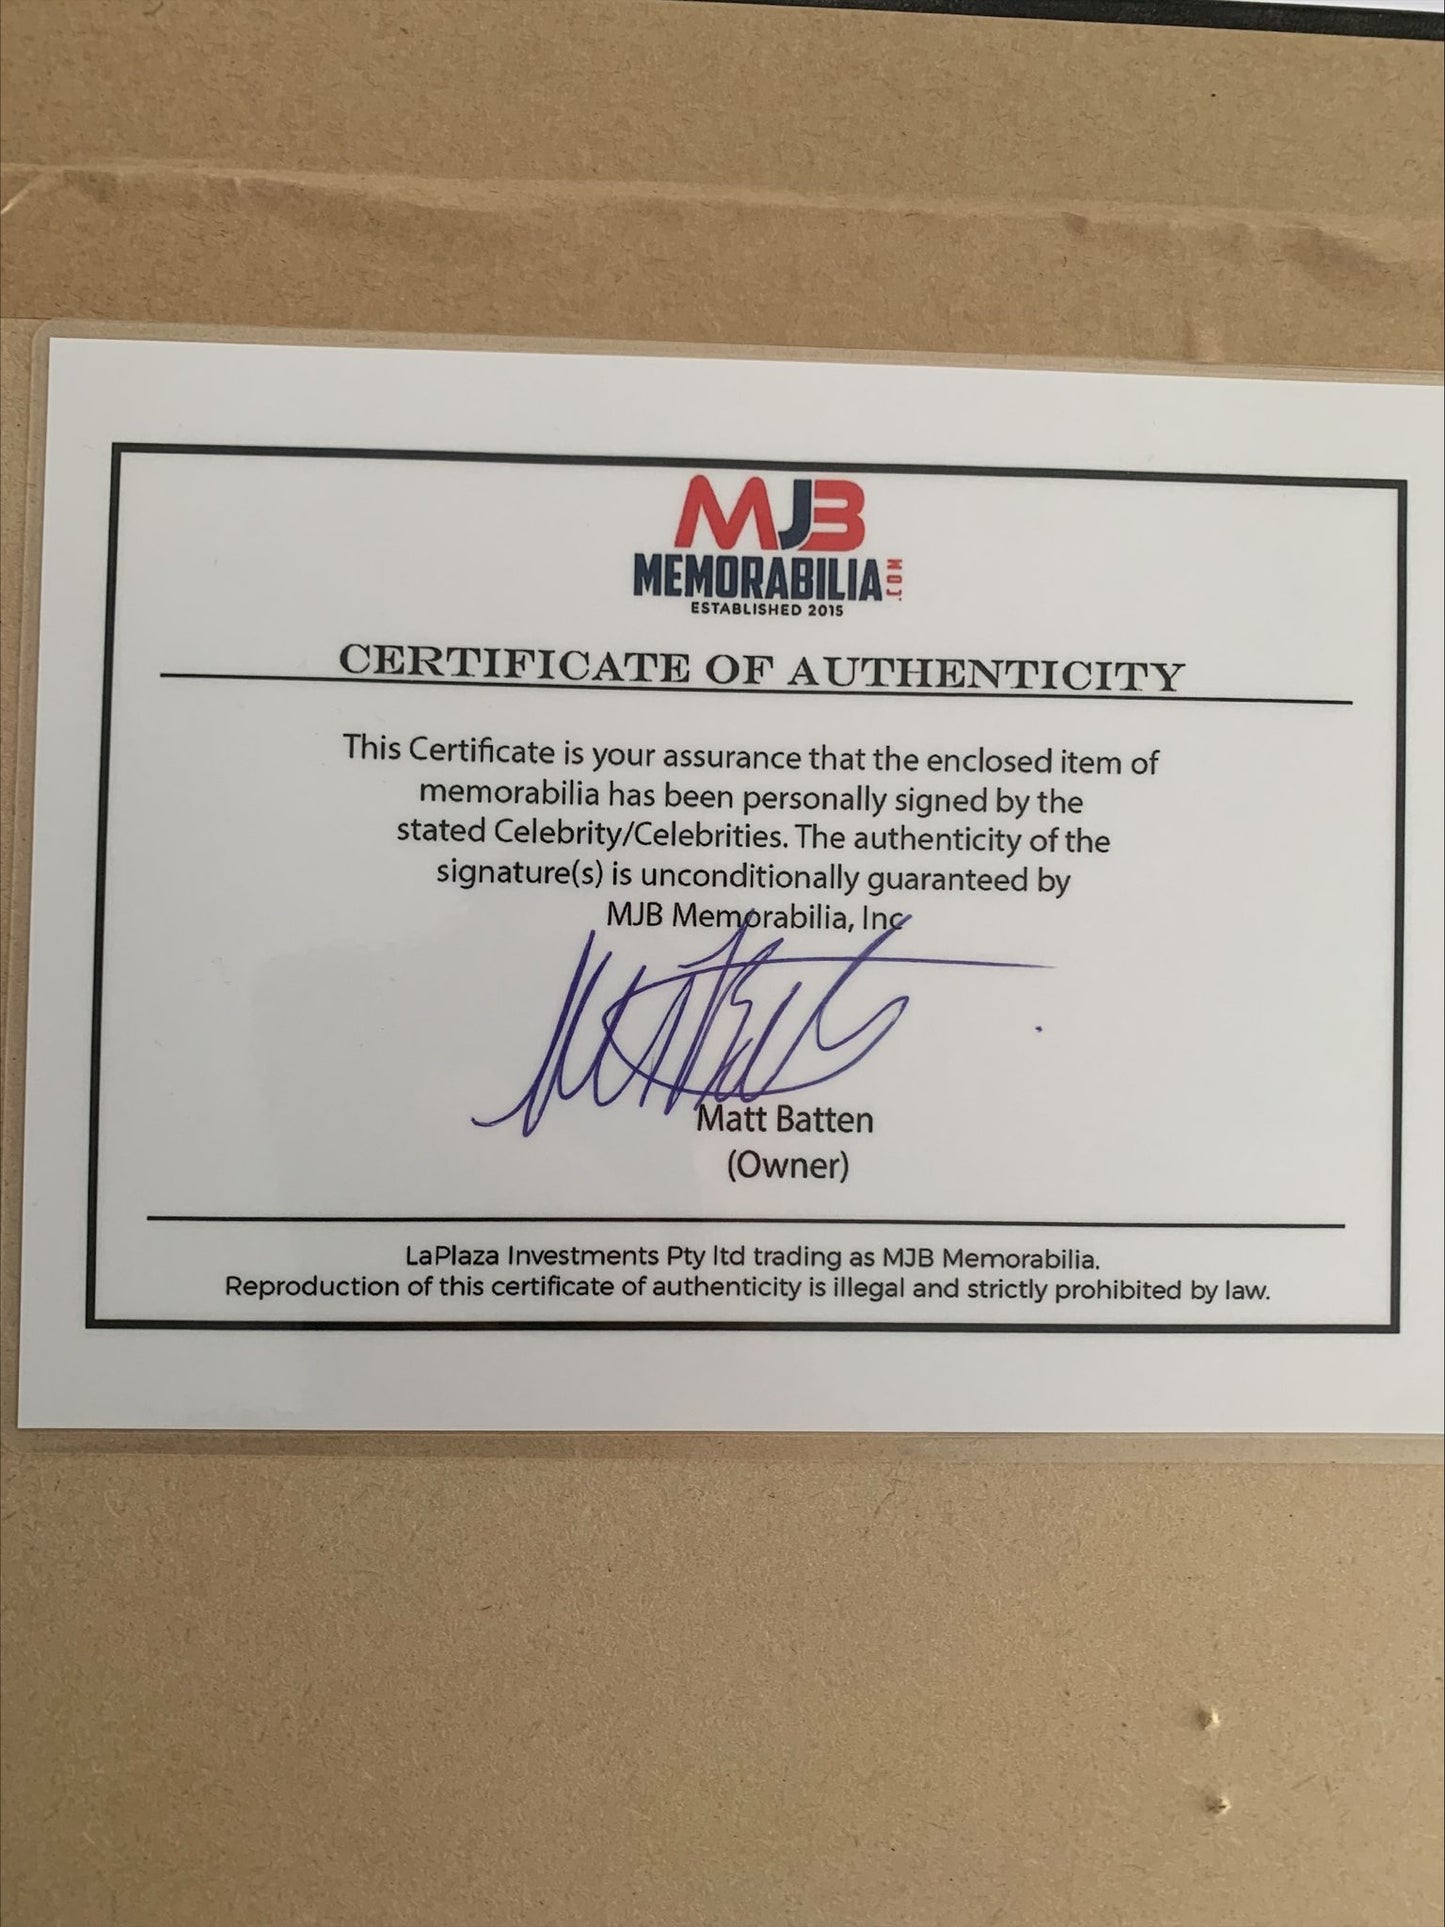 MJB
MEMORABILIA
.COM
ESTABLISHED 2015
CERTIFICATE OF AUTHENTICITY
This Certificate is your assurance that the enclosed item of
memorabilia has been personally signed by the
stated Celebrity/Celebrities. The authenticity of the
signature(s) is unconditionally guaranteed by
MJB Memorabilia, Inc
Matt Batten
(Owner)
LaPlaza Investments Pty ltd trading as MJB Memorabilia.
Reproduction of this certificate of authenticity is illegal and strictly prohibited by law.